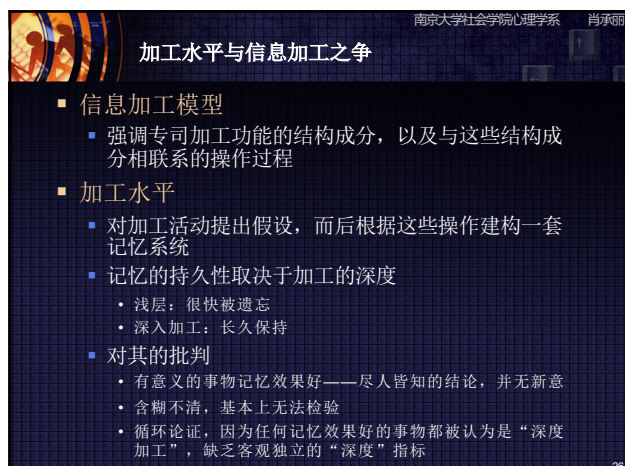 南京大学社会学院心理学系 肖承丽
加工水平与信息加工之争
信息加工模型
强调专司加工功能的结构成分，以及与这些结构成
分相联系的操作过程
加工水平
对加工活动提出假设，而后根据这些操作建构一套
记忆系统
记忆的持久性取决于加工的深度
• 浅层：很快被遗忘
• 深入加工：长久保持
对其的批判
• 有意义的事物记忆效果好——尽人皆知的结论，并无新意
• 含糊不清，基本上无法检验
• 循环论证，因为任何记忆效果好的事物都被认为是“深度
加工”，缺乏客观独立的“深度”指标
26